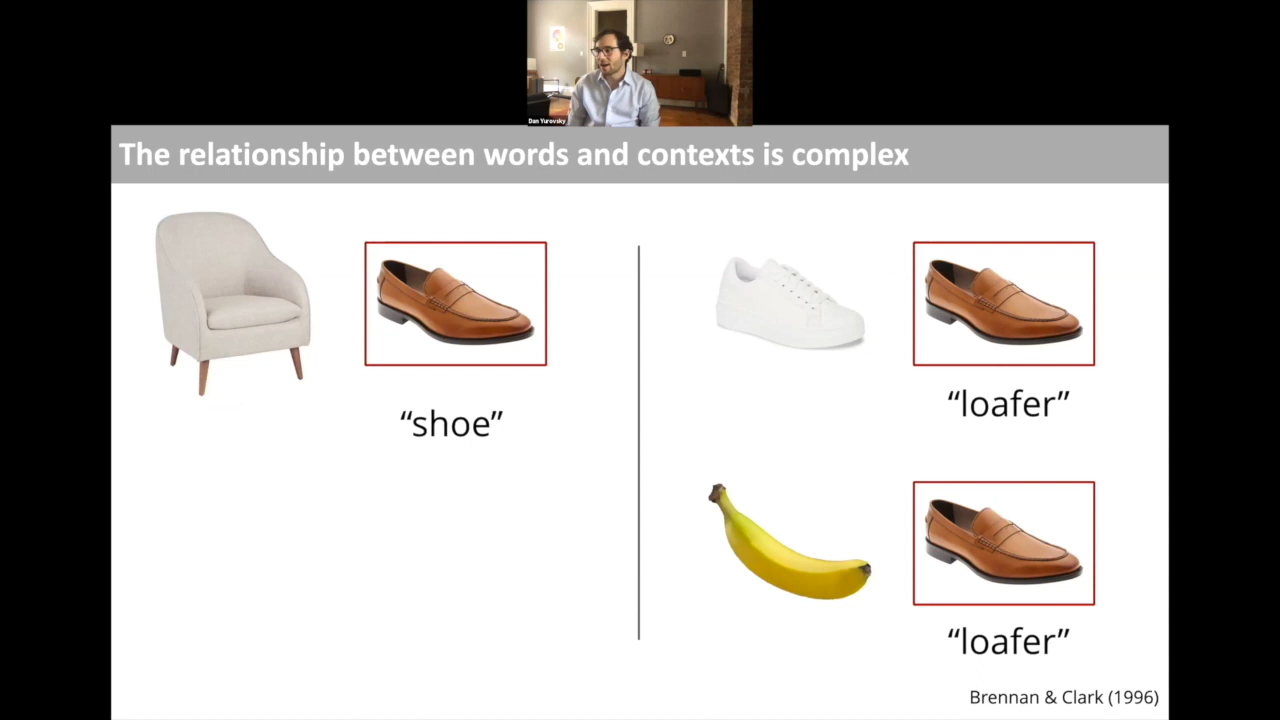 Dan Yurovsky
The relationship between words and contexts is complex
“shoe”
“loafer”
“loafer”
Brennan & Clark (1996)